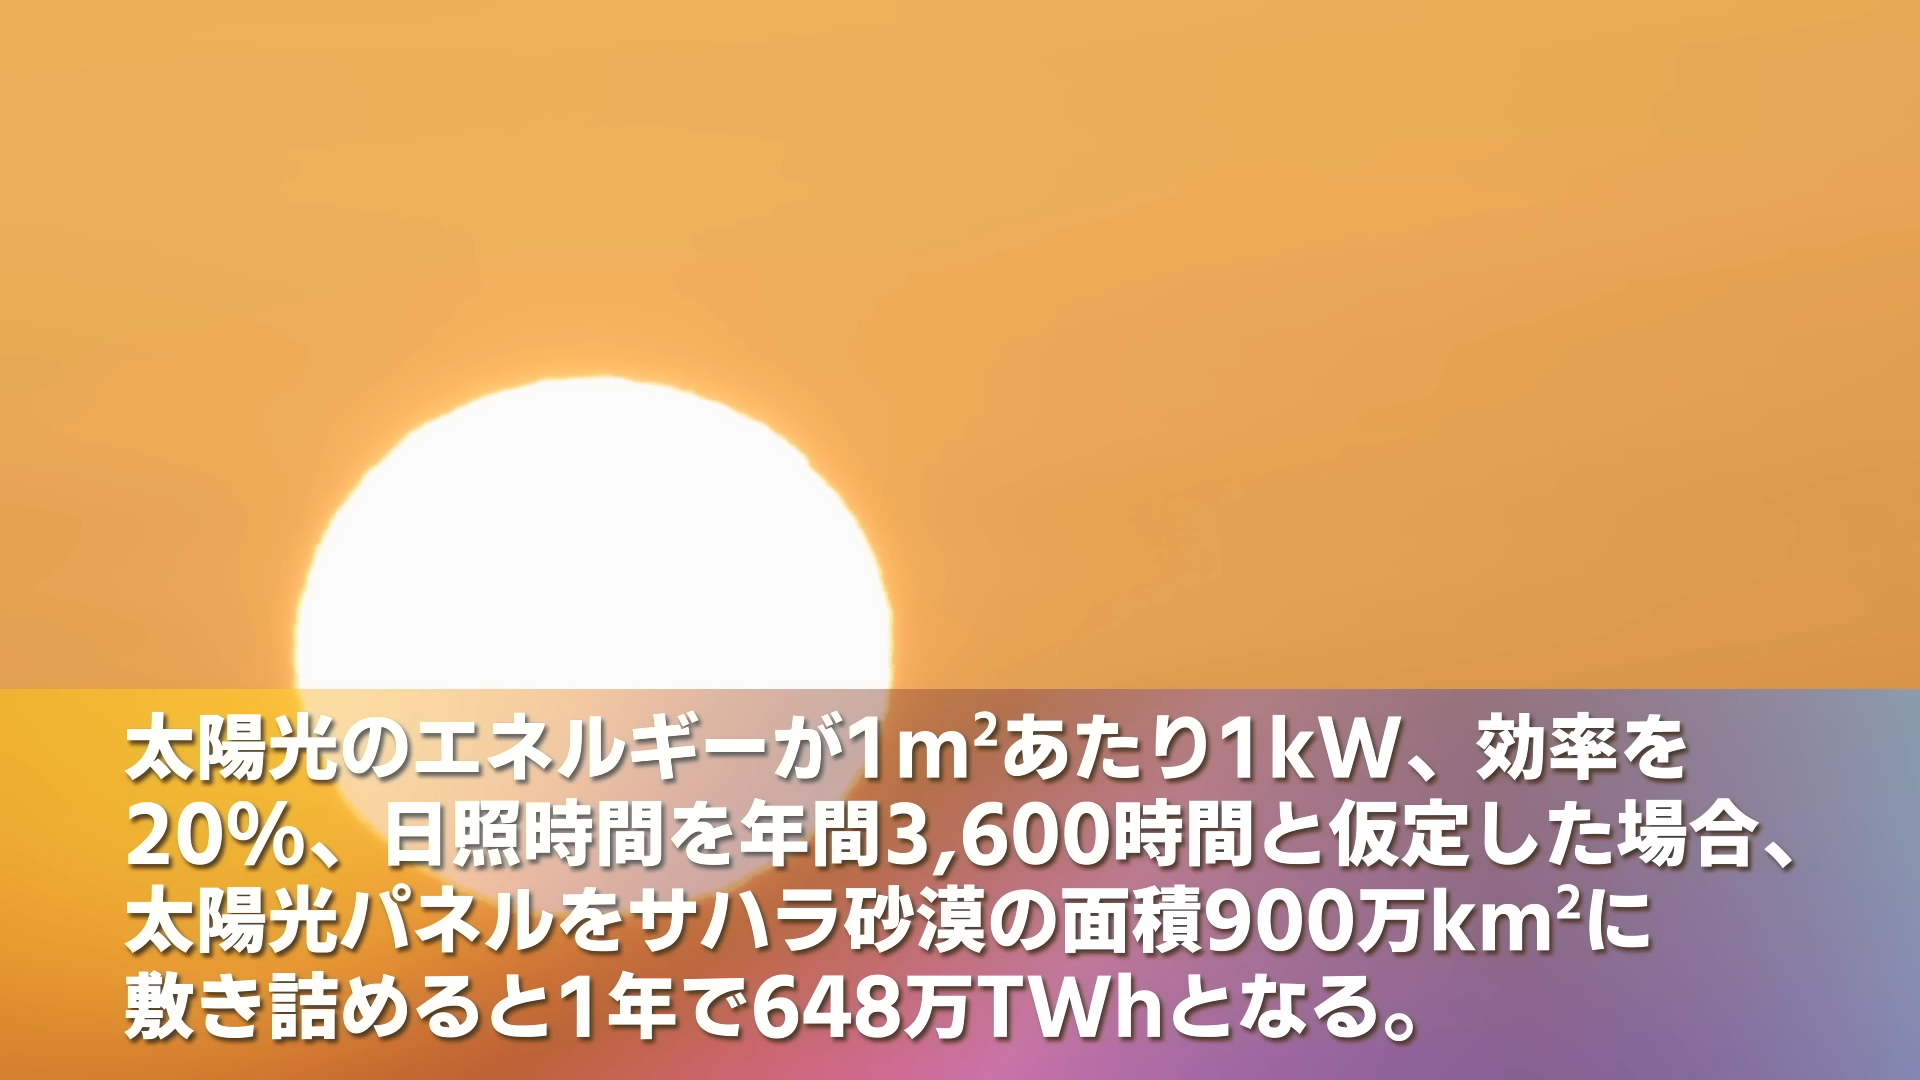 太陽光のエネルギーが1m²あたり1kW、効率を
20%、日照時間を年間3,600時間と仮定した場合、
太陽光パネルをサハラ砂漠の面積900万km²に
敷き詰めると1年で648万TWhとなる。